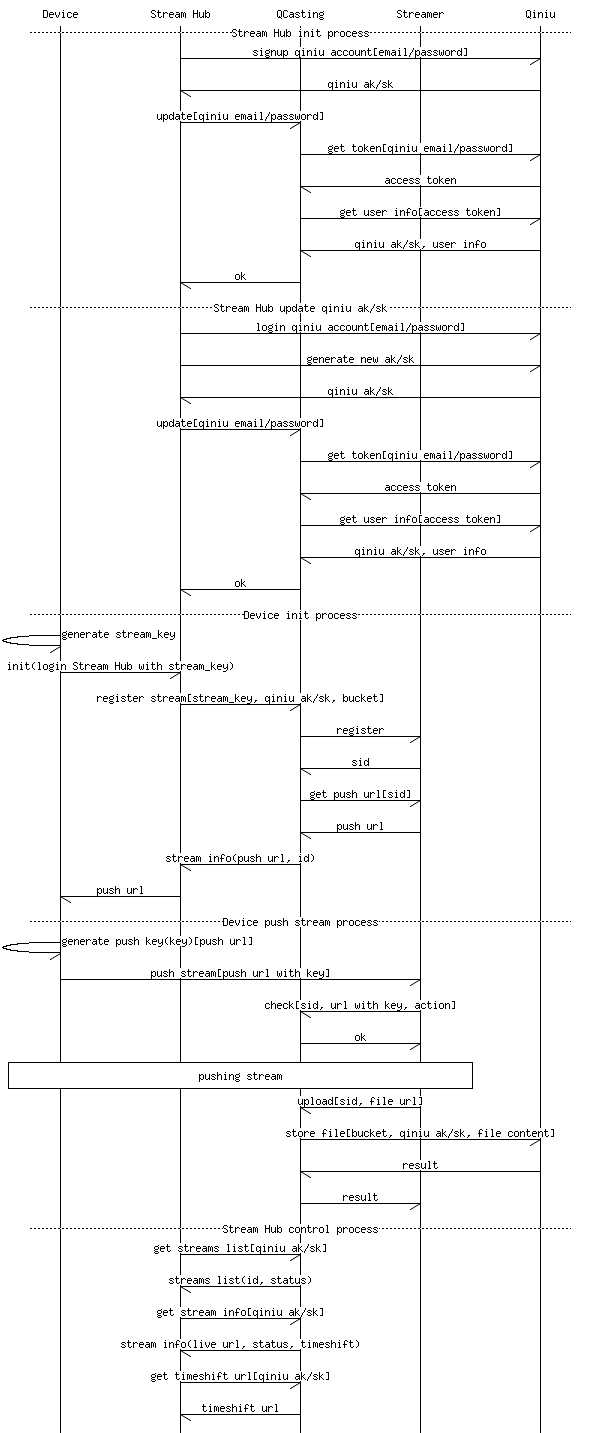 Device Stream Hub QCasting Streamer Qiniu
Stream Hub init process
signup qiniu account[email/password]
qiniu ak/sk
update[qiniu email/password]
get token[qiniu email/password]
access token
get user info[access token]
qiniu ak/sk, user info
ok
Stream Hub update qiniu ak/sk
login qiniu account[email/password]
generate new ak/sk
qiniu ak/sk
update[qiniu email/password]
get token[qiniu email/password]
access token
get user info[access token]
qiniu ak/sk, user info
ok
Device init process
generate stream_key
init(login Stream Hub with stream_key)
register stream[stream_key, qiniu ak/sk, bucket]
register
sid
get push url[sid]
push url
stream info(push url, id)
push url
Device push stream process
generate push key(key)[push url]
push stream[push url with key]
check[sid, url with key, action]
ok
pushing stream
upload[sid, file url]
store file[bucket, qiniu ak/sk, file content]
result
result
Stream Hub control process
get streams list[qiniu ak/sk]
streams list(id, status)
get stream info[qiniu ak/sk]
stream info(live url, status, timeshift)
get timeshift url[qiniu ak/sk]
timeshift url